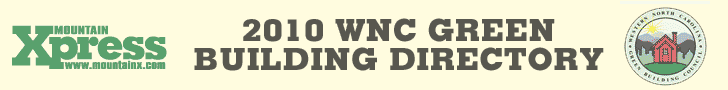 MOUNTAIN
Xpress
www.mountainx.com
2010 WNC GREEN
BUILDING DIRECTORY
WESTERN NORTH CAROLINA
GREEN BUILDING COUNCIL